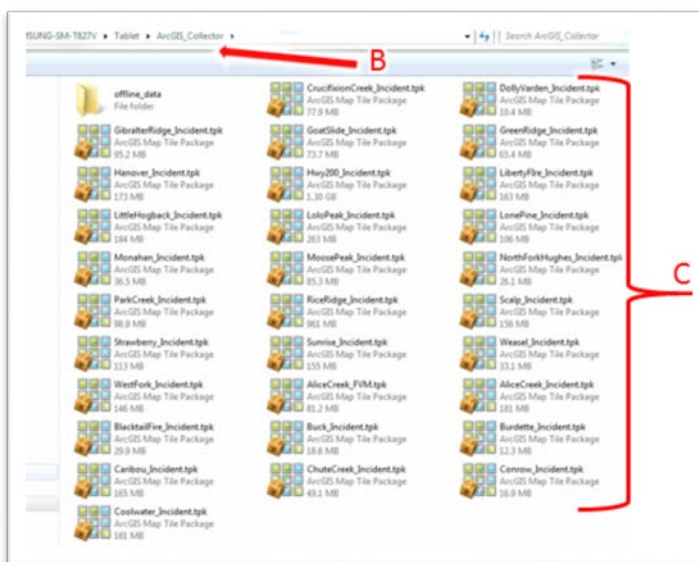 MSUNG-SM-T827V ▸ Tablet ▸ ArcGIS_Collector ▸
Search ArcGIS_Collector
B
offline_data
File folder
CrucifixionCreek_Incident.tpk
ArcGIS Map Tile Package
77.9 MB
DollyVarden_Incident.tpk
ArcGIS Map Tile Package
10.4 MB
GibralterRidge_Incident.tpk
ArcGIS Map Tile Package
95.2 MB
GoatSlide_Incident.tpk
ArcGIS Map Tile Package
73.7 MB
GreenRidge_Incident.tpk
ArcGIS Map Tile Package
65.4 MB
Hanover_Incident.tpk
ArcGIS Map Tile Package
173 MB
Hwy200_Incident.tpk
ArcGIS Map Tile Package
1.30 GB
LibertyFIre_Incident.tpk
ArcGIS Map Tile Package
163 MB
LittleHogback_Incident.tpk
ArcGIS Map Tile Package
184 MB
LoloPeak_Incident.tpk
ArcGIS Map Tile Package
263 MB
LonePine_Incident.tpk
ArcGIS Map Tile Package
106 MB
Monahan_Incident.tpk
ArcGIS Map Tile Package
36.5 MB
MoosePeak_Incident.tpk
ArcGIS Map Tile Package
85.3 MB
NorthForkHughes_Incident.tpk
ArcGIS Map Tile Package
26.1 MB
C
ParkCreek_Incident.tpk
ArcGIS Map Tile Package
98.9 MB
RiceRidge_Incident.tpk
ArcGIS Map Tile Package
961 MB
Scalp_Incident.tpk
ArcGIS Map Tile Package
156 MB
Strawberry_Incident.tpk
ArcGIS Map Tile Package
113 MB
Sunrise_Incident.tpk
ArcGIS Map Tile Package
155 MB
Weasel_Incident.tpk
ArcGIS Map Tile Package
33.1 MB
WestFork_Incident.tpk
ArcGIS Map Tile Package
146 MB
AliceCreek_FVM.tpk
ArcGIS Map Tile Package
81.2 MB
AliceCreek_Incident.tpk
ArcGIS Map Tile Package
181 MB
BlacktailFire_Incident.tpk
ArcGIS Map Tile Package
29.9 MB
Buck_Incident.tpk
ArcGIS Map Tile Package
18.6 MB
Burdette_Incident.tpk
ArcGIS Map Tile Package
12.3 MB
Caribou_Incident.tpk
ArcGIS Map Tile Package
165 MB
ChuteCreek_Incident.tpk
ArcGIS Map Tile Package
49.1 MB
Conrow_Incident.tpk
ArcGIS Map Tile Package
16.9 MB
Coolwater_Incident.tpk
ArcGIS Map Tile Package
181 MB